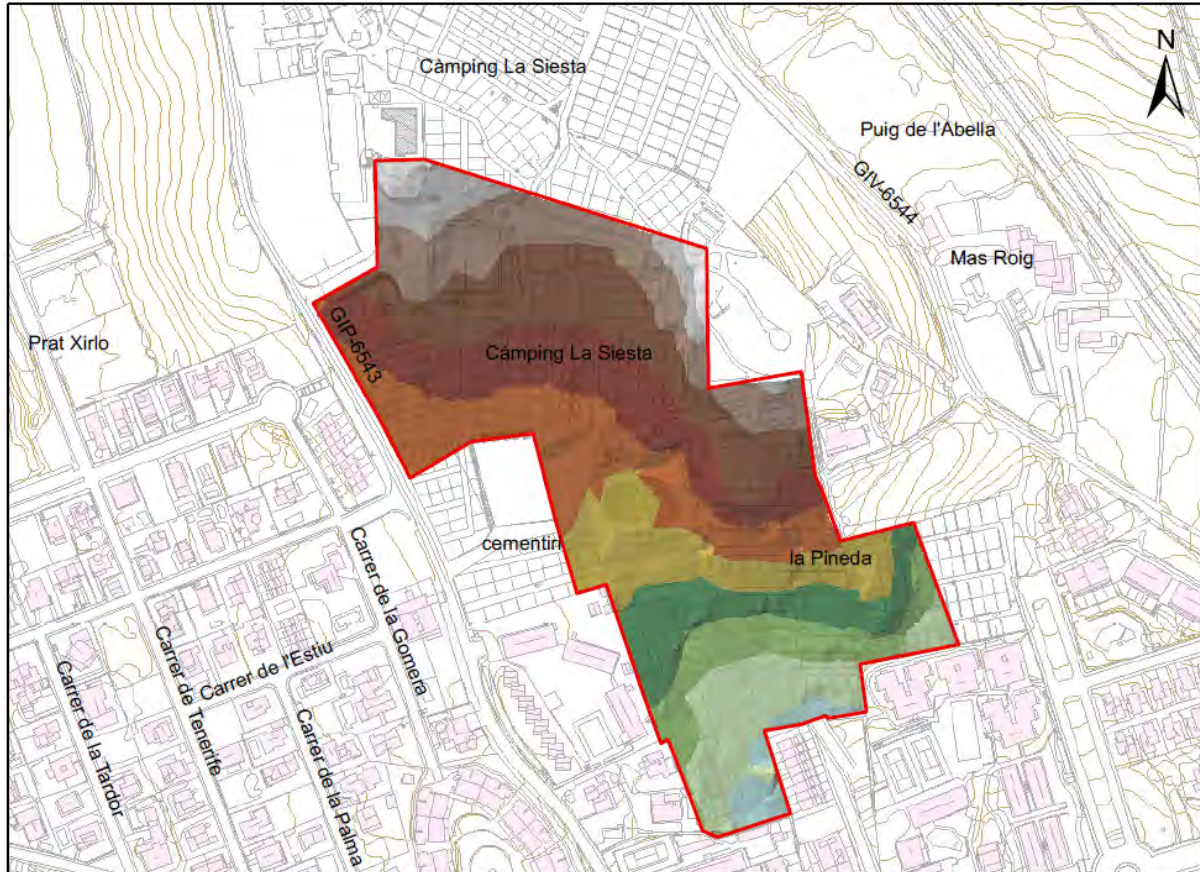 N
Càmping La Siesta
Puig de l'Abella
GIV-6544
Mas Roig
GIP-6543
Prat Xirlo
Càmping La Siesta
cementiri
la Pineda
Carrer de la Gomera
Carrer de l'Estiu
Carrer de Tenerife
Carrer de la Tardor
Carrer de la Palma